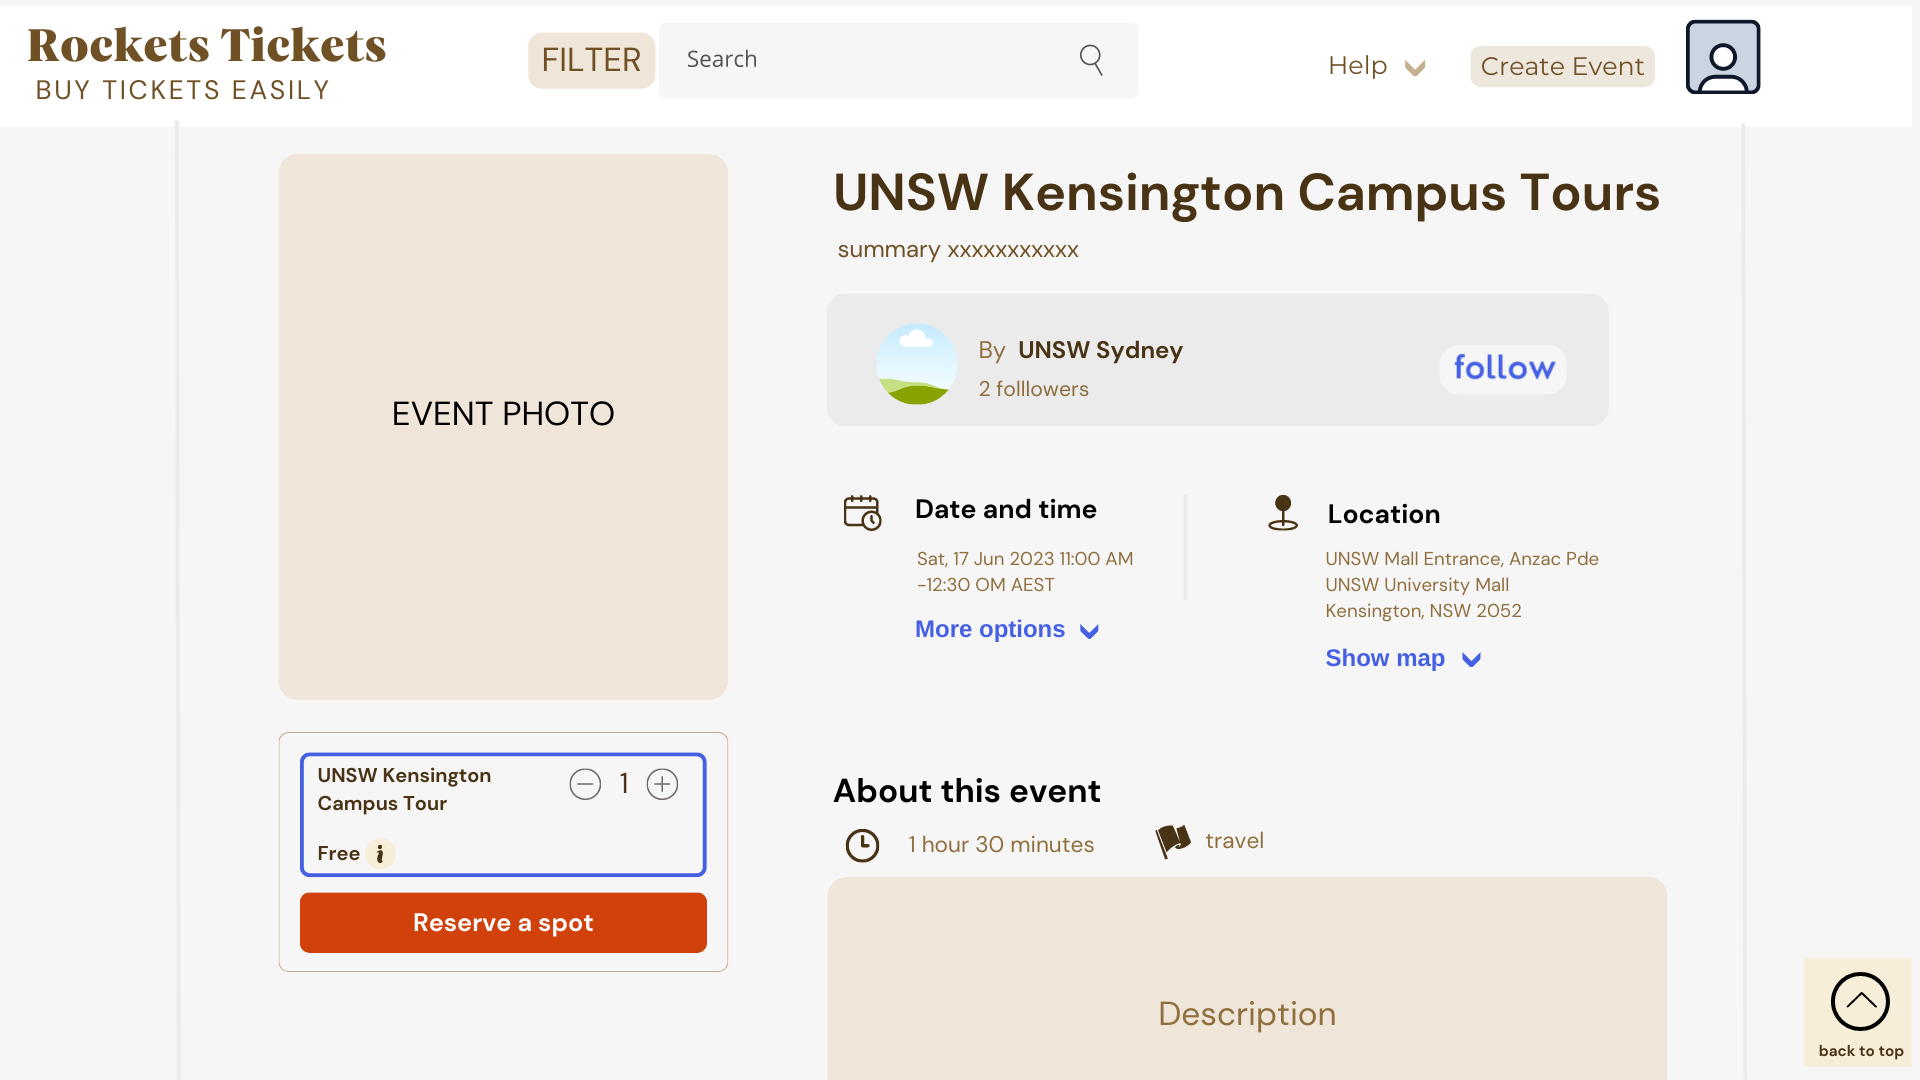 Rockets Tickets
BUY TICKETS EASILY
FILTER
Search
Help
Create Event
EVENT PHOTO
UNSW Kensington Campus Tours
summary xxxxxxxxxxx
By UNSW Sydney
2 folllowers
follow
Date and time
Sat, 17 Jun 2023 11:00 AM
-12:30 OM AEST
More options
Location
UNSW Mall Entrance, Anzac Pde
UNSW University Mall
Kensington, NSW 2052
Show map
UNSW Kensington
Campus Tour
1
Free i
Reserve a spot
About this event
1 hour 30 minutes
travel
Description
back to top